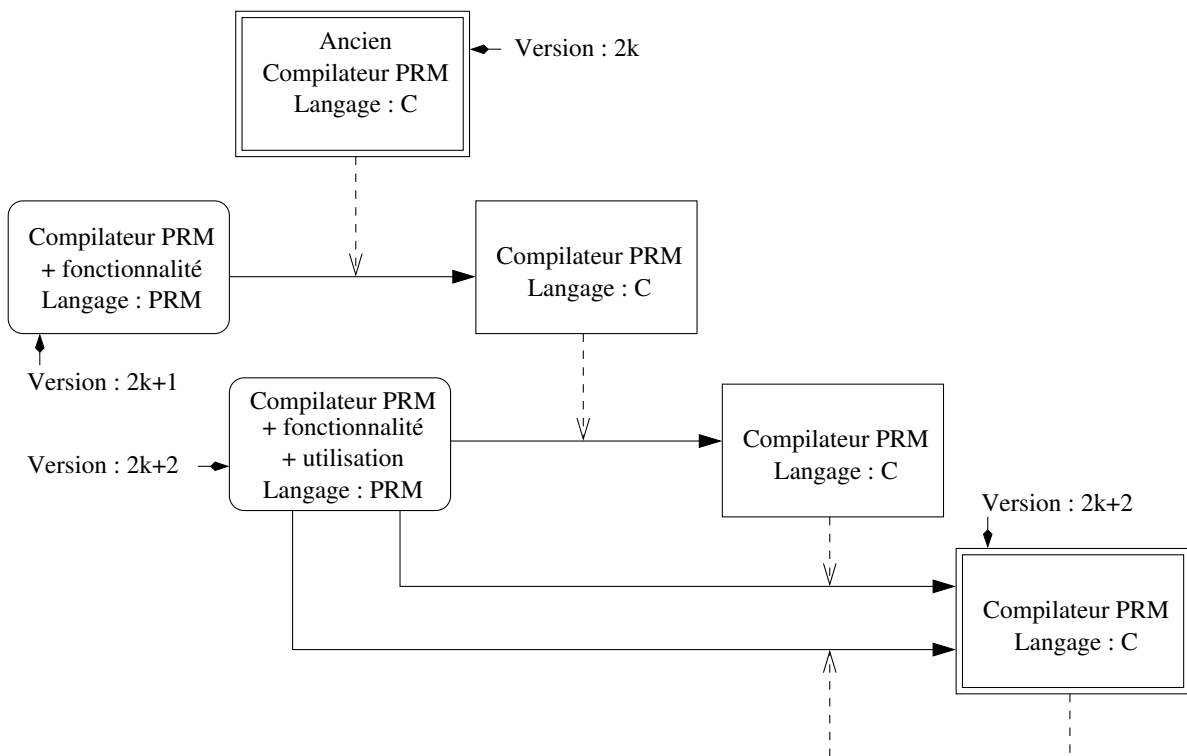 Ancien
Compilateur PRM
Langage : C
Version : 2k
Compilateur PRM
+ fonctionnalité
Langage : PRM
Compilateur PRM
Langage : C
Version : 2k+1
Compilateur PRM
+ fonctionnalité
+ utilisation
Langage : PRM
Version : 2k+2
Compilateur PRM
Langage : C
Version : 2k+2
Compilateur PRM
Langage : C